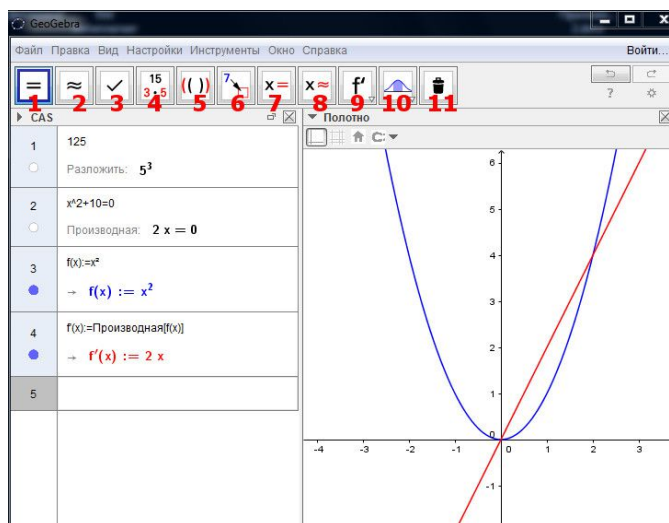 GeoGebra
Файл Правка Вид Настройки Инструменты Окно Справка Войти...
= ≈ ✓ 15 3·5 (( )) 7 x= x≈ f'
1 2 3 4 5 6 7 8 9 10 11
?
CAS
Полотно
1 125
Разложить: 5³
2 x^2+10=0
Производная: 2 x = 0
3 f(x):=x²
→ f(x) := x²
4 f'(x):=Производная[f(x)]
→ f′(x) := 2 x
5
6
5
4
3
2
1
0
-4 -3 -2 -1 0 1 2 3
-1